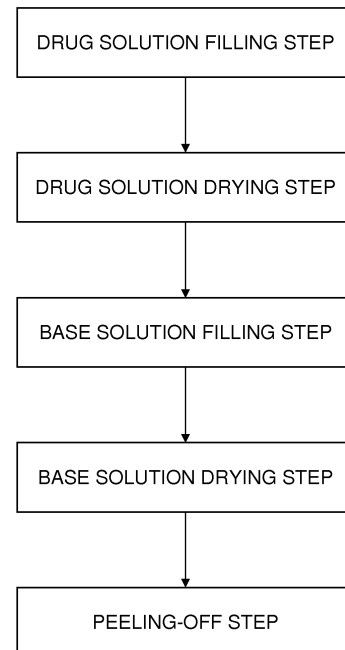 DRUG SOLUTION FILLING STEP
DRUG SOLUTION DRYING STEP
BASE SOLUTION FILLING STEP
BASE SOLUTION DRYING STEP
PEELING-OFF STEP